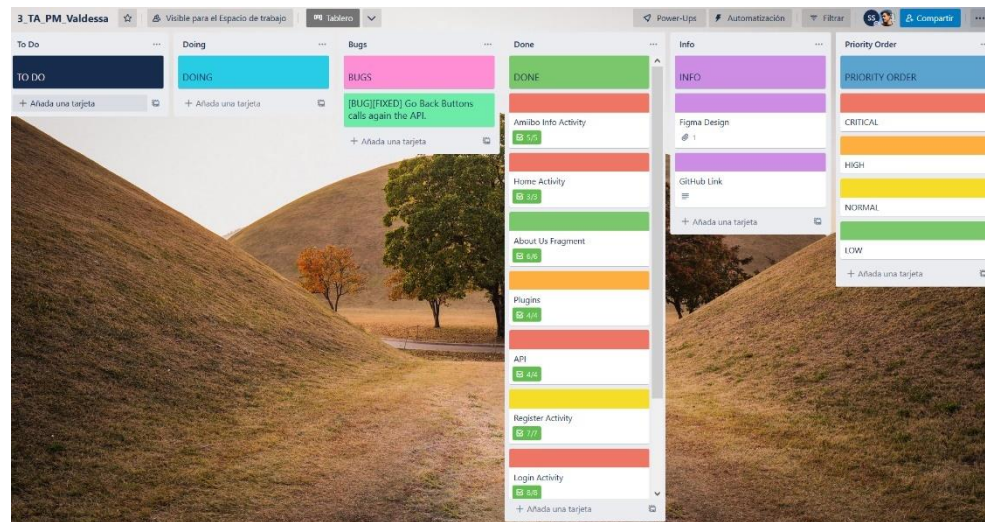 3_TA_PM_Valdessa
Visible para el Espacio de trabajo
Tablero
Power-Ups
Automatización
Filtrar
SS
Compartir
To Do
TO DO
+ Añada una tarjeta
Doing
DOING
+ Añada una tarjeta
Bugs
BUGS
[BUG][FIXED] Go Back Buttons
calls again the API.
+ Añada una tarjeta
Done
DONE
Amiibo Info Activity
5/5
Home Activity
3/3
About Us Fragment
6/6
Plugins
4/4
API
4/4
Register Activity
7/7
Login Activity
8/8
+ Añada una tarjeta
Info
INFO
Figma Design
1
GitHub Link
+ Añada una tarjeta
Priority Order
PRIORITY ORDER
CRITICAL
HIGH
NORMAL
LOW
+ Añada una tarjeta